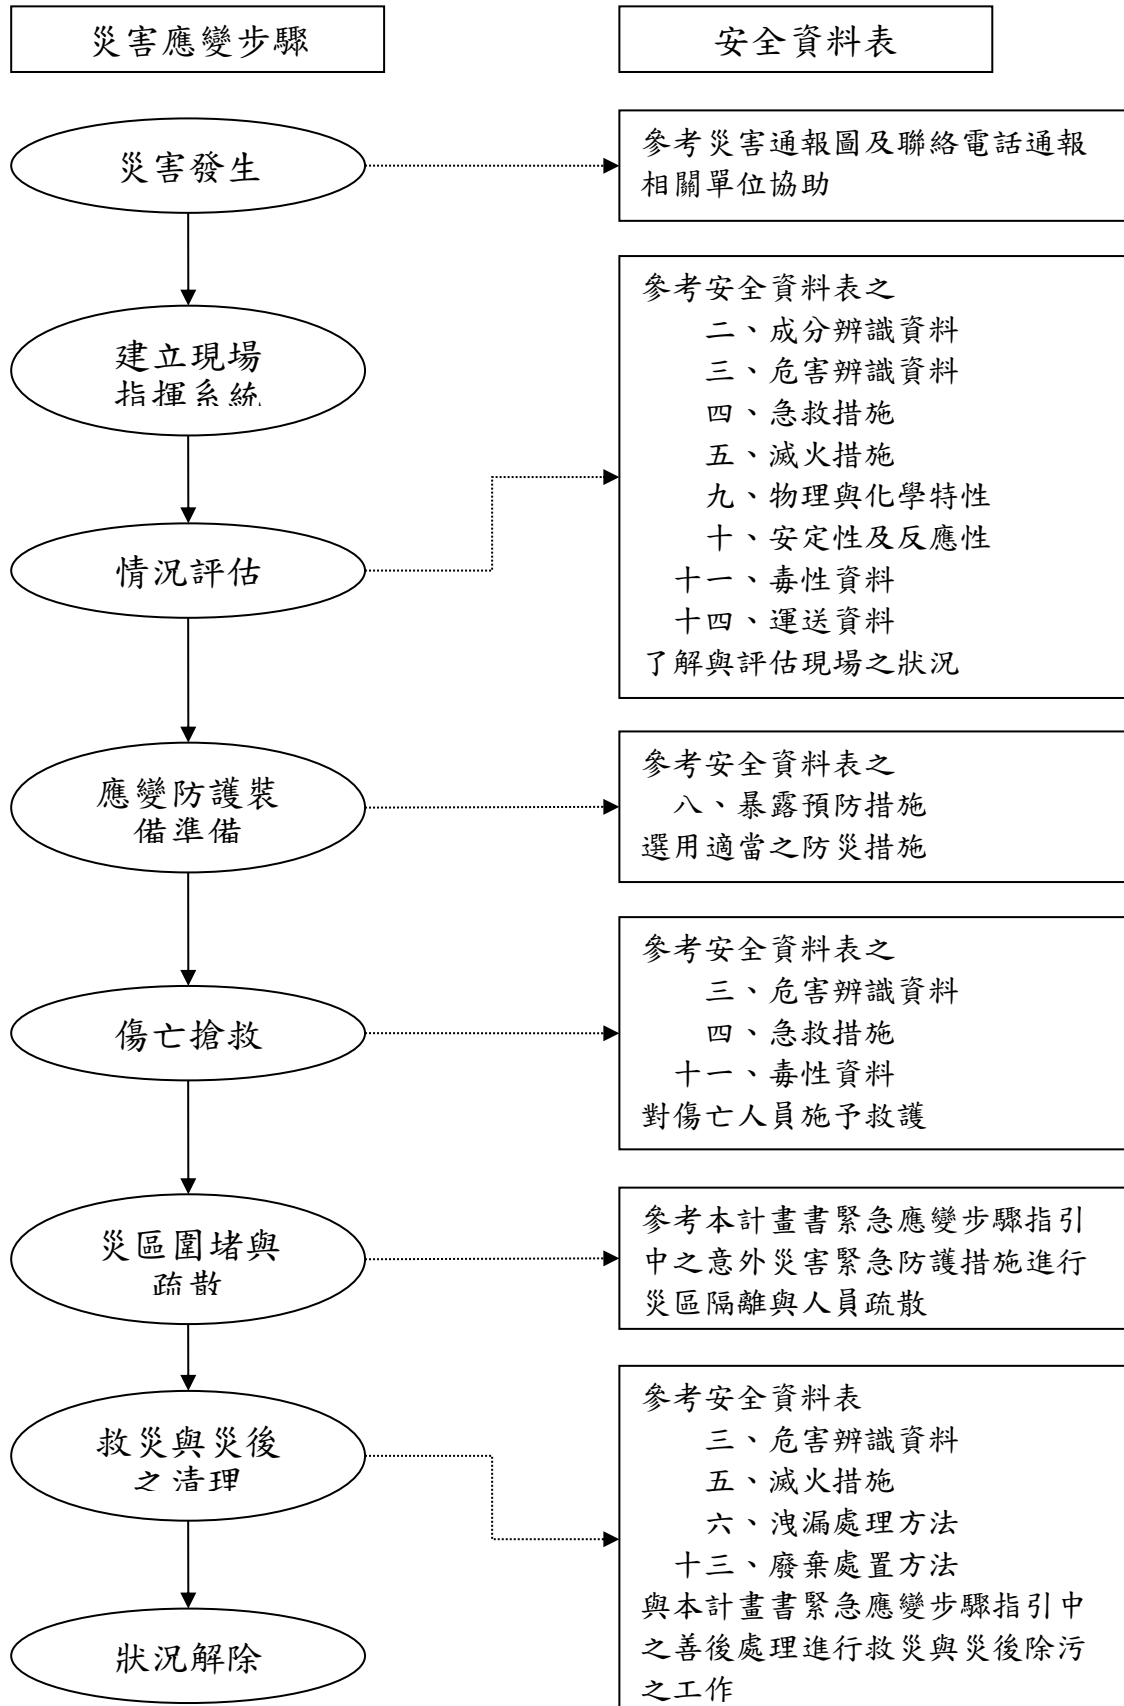 災害應變步驟
安全資料表
災害發生
參考災害通報圖及聯絡電話通報
相關單位協助
建立現場
指揮系統
參考安全資料表之
二、成分辨識資料
三、危害辨識資料
四、急救措施
五、滅火措施
九、物理與化學特性
十、安定性及反應性
十一、毒性資料
十四、運送資料
了解與評估現場之狀況
情況評估
應變防護裝
備準備
參考安全資料表之
八、暴露預防措施
選用適當之防災措施
傷亡搶救
參考安全資料表之
三、危害辨識資料
四、急救措施
十一、毒性資料
對傷亡人員施予救護
災區圍堵與
疏散
參考本計畫書緊急應變步驟指引
中之意外災害緊急防護措施進行
災區隔離與人員疏散
救災與災後
之清理
參考安全資料表
三、危害辨識資料
五、滅火措施
六、洩漏處理方法
十三、廢棄處置方法
與本計畫書緊急應變步驟指引中
之善後處理進行救災與災後除污
之工作
狀況解除